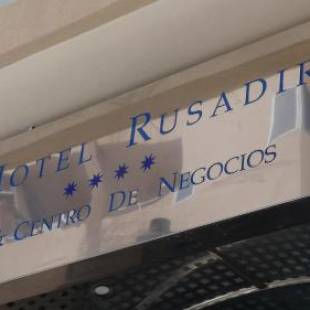 HOTEL RUSADIR
****
& CENTRO DE NEGOCIOS